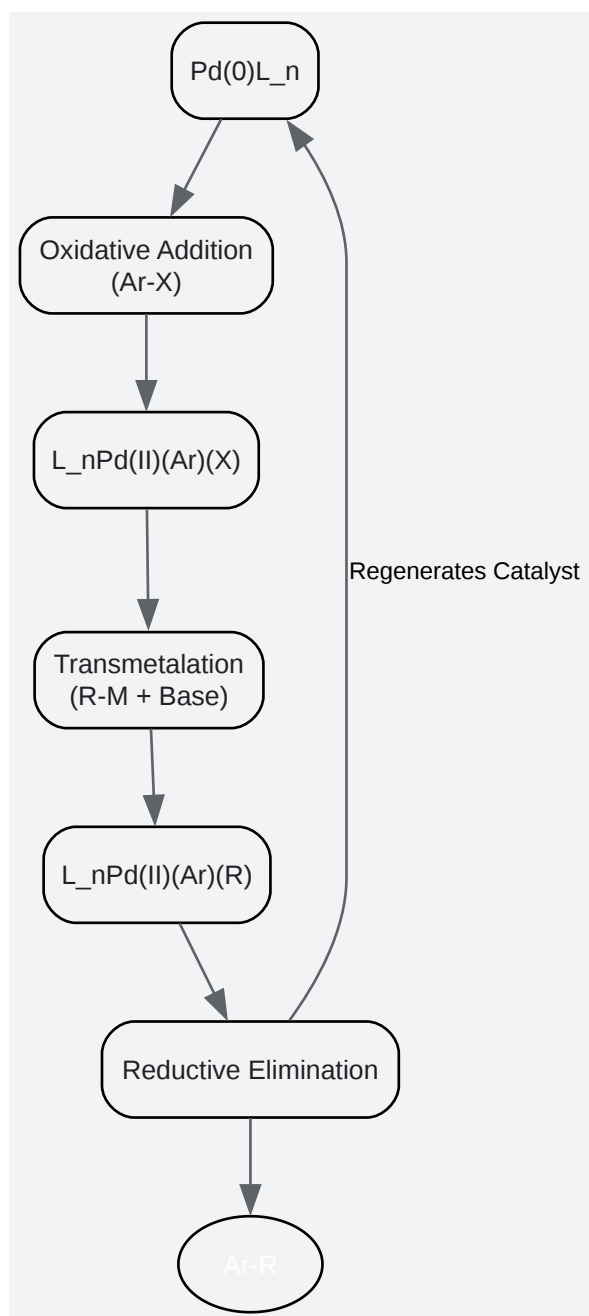 Pd(0)L_n
Oxidative Addition
(Ar-X)
L_nPd(II)(Ar)(X)
Regenerates Catalyst
Transmetalation
(R-M + Base)
L_nPd(II)(Ar)(R)
Reductive Elimination
Ar-R